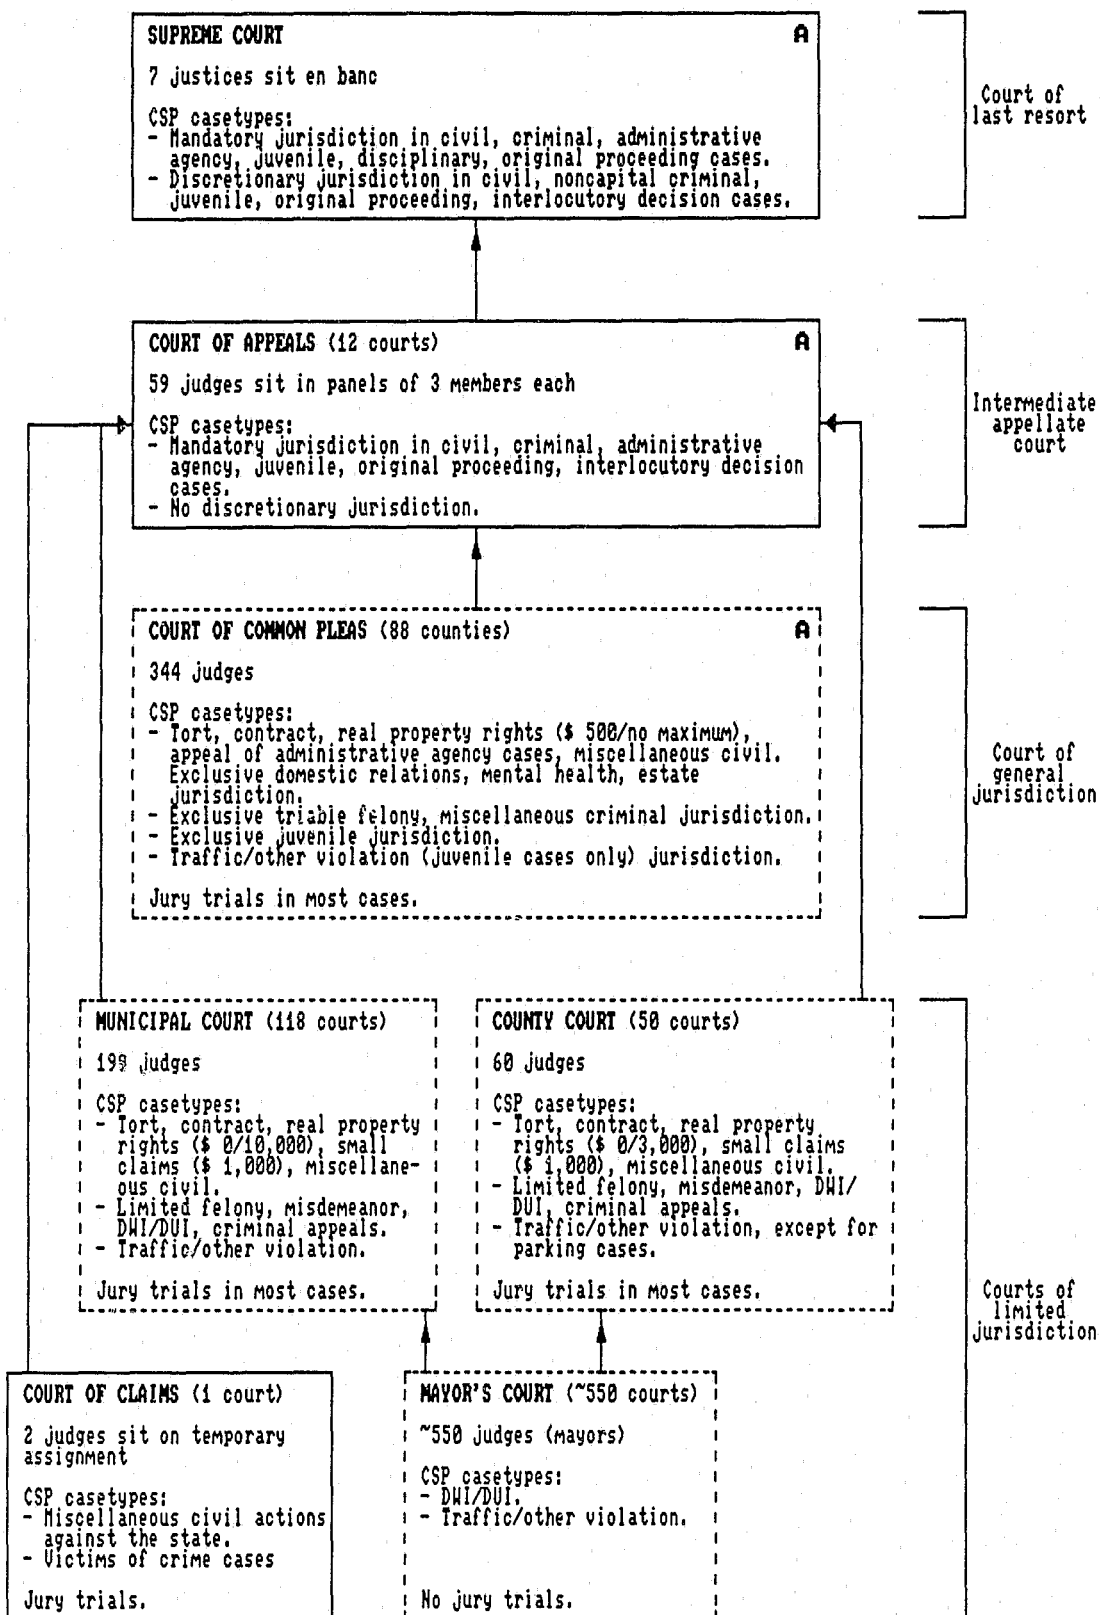 SUPREME COURT A
7 justices sit en banc
CSP casetypes:
- Mandatory jurisdiction in civil, criminal, administrative
agency, juvenile, disciplinary, original proceeding cases.
- Discretionary jurisdiction in civil, noncapital criminal,
juvenile, original proceeding, interlocutory decision cases.
Court of
last resort
COURT OF APPEALS (12 courts) A
59 judges sit in panels of 3 members each
CSP casetypes:
- Mandatory jurisdiction in civil, criminal, administrative
agency, juvenile, original proceeding, interlocutory decision
cases.
- No discretionary jurisdiction.
Intermediate
appellate
court
COURT OF COMMON PLEAS (88 counties) A
344 judges
CSP casetypes:
- Tort, contract, real property rights ($ 500/no maximum),
appeal of administrative agency cases, miscellaneous civil.
Exclusive domestic relations, mental health, estate
jurisdiction.
- Exclusive triable felony, miscellaneous criminal jurisdiction.
- Exclusive juvenile jurisdiction.
- Traffic/other violation (juvenile cases only) jurisdiction.
Jury trials in most cases.
Court of
general
jurisdiction
MUNICIPAL COURT (118 courts)
judges
CSP casetypes:
- Tort, contract, real property
rights ($ 0/10,000), small
claims ($ 1,000), miscellane-
ous civil.
- Limited felony, misdemeanor,
DWI/DUI, criminal appeals.
- Traffic/other violation.
Jury trials in most cases.
COUNTY COURT (50 courts)
60 judges
CSP casetypes:
- Tort, contract, real property
rights ($ 0/3,000), small claims
($ 1,000), miscellaneous civil.
- Limited felony, misdemeanor, DWI/
DUI, criminal appeals.
- Traffic/other violation, except for
parking cases.
Jury trials in most cases.
Courts of
limited
jurisdiction
COURT OF CLAIMS (1 court)
2 judges sit on temporary
assignment
CSP casetypes:
- Miscellaneous civil actions
against the state.
- Victims of crime cases
Jury trials.
MAYOR'S COURT (~550 courts)
~550 judges (mayors)
CSP casetypes:
- DWI/DUI.
- Traffic/other violation.
No jury trials.